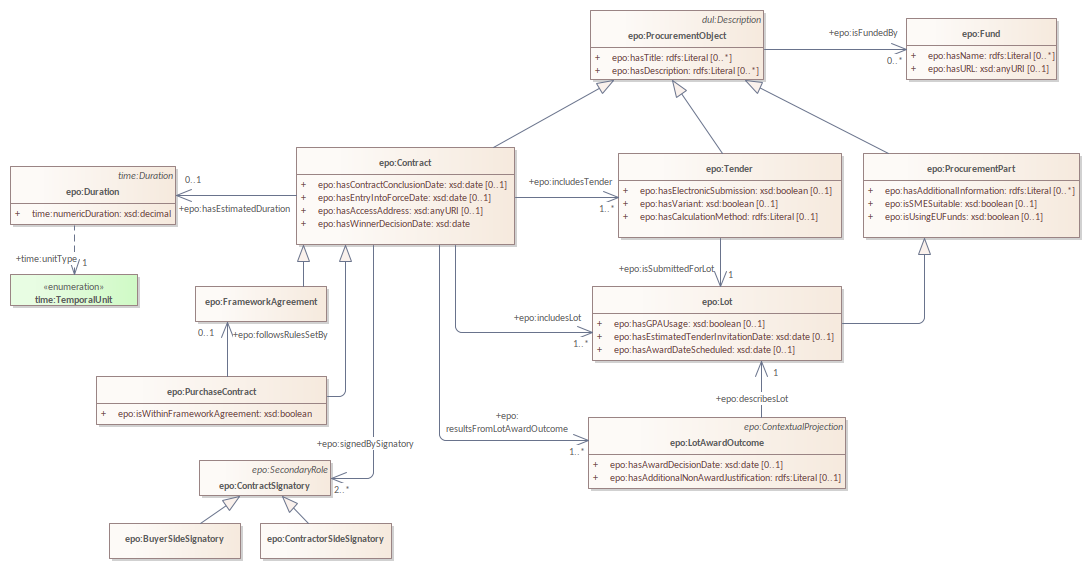 dul:Description
epo:ProcurementObject
+ epo:hasTitle: rdfs:Literal [0..*]
+ epo:hasDescription: rdfs:Literal [0..*]
+epo:isFundedBy
0..*
epo:Fund
+ epo:hasName: rdfs:Literal [0..*]
+ epo:hasURL: xsd:anyURI [0..1]
time:Duration
epo:Duration
+ time:numericDuration: xsd:decimal
0..1
+epo:hasEstimatedDuration
epo:Contract
+ epo:hasContractConclusionDate: xsd:date [0..1]
+ epo:hasEntryIntoForceDate: xsd:date [0..1]
+ epo:hasAccessAddress: xsd:anyURI [0..1]
+ epo:hasWinnerDecisionDate: xsd:date
+epo:includesTender
1..*
epo:Tender
+ epo:hasElectronicSubmission: xsd:boolean [0..1]
+ epo:hasVariant: xsd:boolean [0..1]
+ epo:hasCalculationMethod: rdfs:Literal [0..1]
epo:ProcurementPart
+ epo:hasAdditionalInformation: rdfs:Literal [0..*]
+ epo:isSMESuitable: xsd:boolean [0..1]
+ epo:isUsingEUFunds: xsd:boolean [0..1]
+time:unitType
1
«enumeration»
time:TemporalUnit
+epo:isSubmittedForLot
1
epo:FrameworkAgreement
0..1
+epo:followsRulesSetBy
+epo:includesLot
1..*
epo:Lot
+ epo:hasGPAUsage: xsd:boolean [0..1]
+ epo:hasEstimatedTenderInvitationDate: xsd:date [0..1]
+ epo:hasAwardDateScheduled: xsd:date [0..1]
epo:PurchaseContract
+ epo:isWithinFrameworkAgreement: xsd:boolean
1
+epo:describesLot
+epo:
resultsFromLotAwardOutcome
1..*
epo:ContextualProjection
epo:LotAwardOutcome
+ epo:hasAwardDecisionDate: xsd:date [0..1]
+ epo:hasAdditionalNonAwardJustification: rdfs:Literal [0..1]
+epo:signedBySignatory
2..*
epo:SecondaryRole
epo:ContractSignatory
epo:BuyerSideSignatory
epo:ContractorSideSignatory